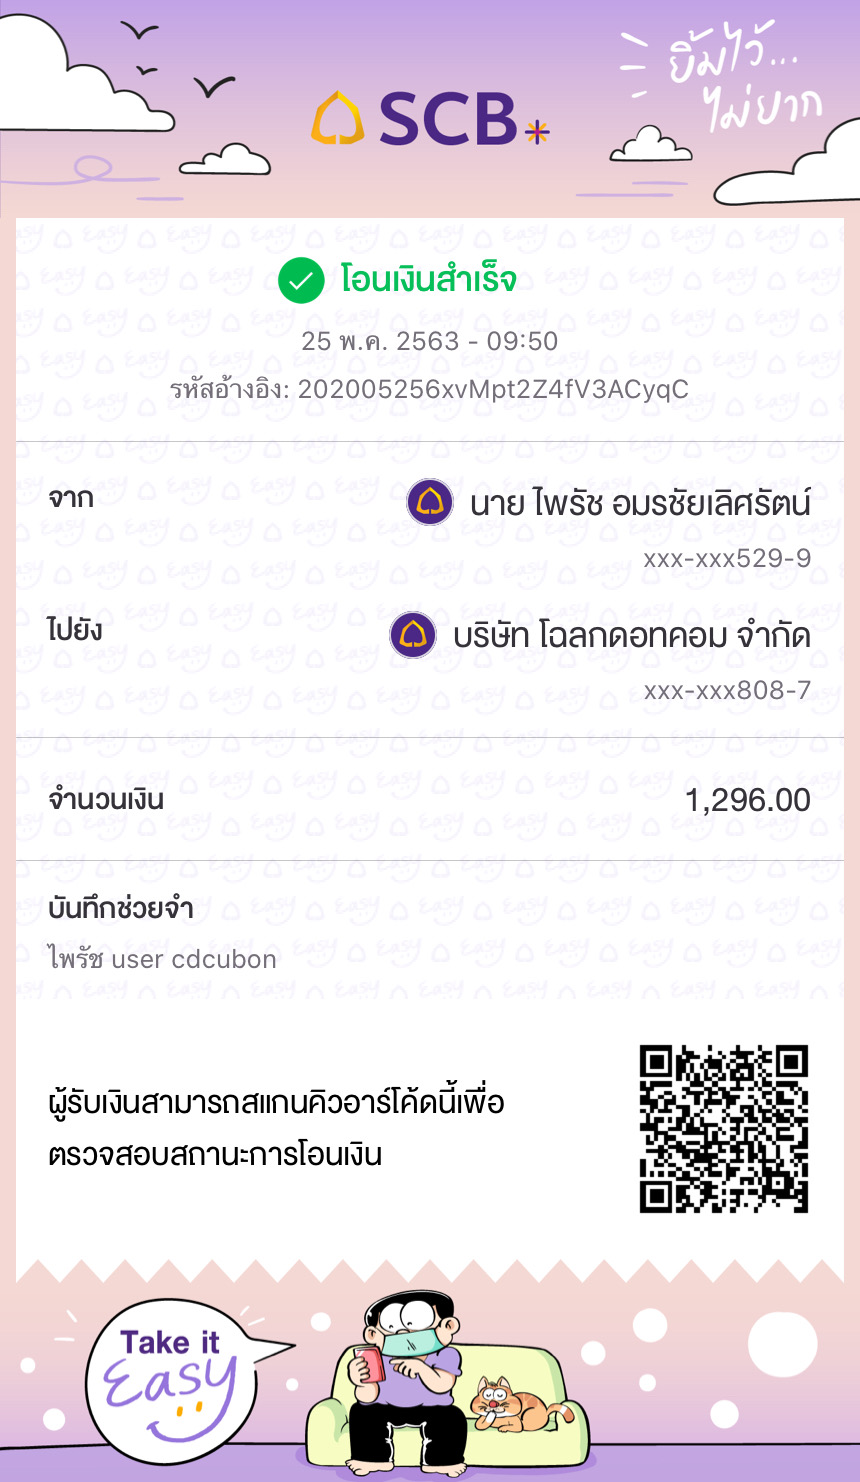 ยิ้มไว้...
ไม่ยาก
SCB
โอนเงินสำเร็จ
25 พ.ค. 2563 - 09:50
รหัสอ้างอิง: 202005256xvMpt2Z4fV3ACyqC
จาก
นาย ไพรัช อมรชัยเลิศรัตน์
xxx-xxx529-9
ไปยัง
บริษัท โฉลกดอทคอม จำกัด
xxx-xxx808-7
จำนวนเงิน
1,296.00
บันทึกช่วยจำ
ไพรัช user cdcubon
ผู้รับเงินสามารถสแกนคิวอาร์โค้ดนี้เพื่อ
ตรวจสอบสถานะการโอนเงิน
Take it
Easy